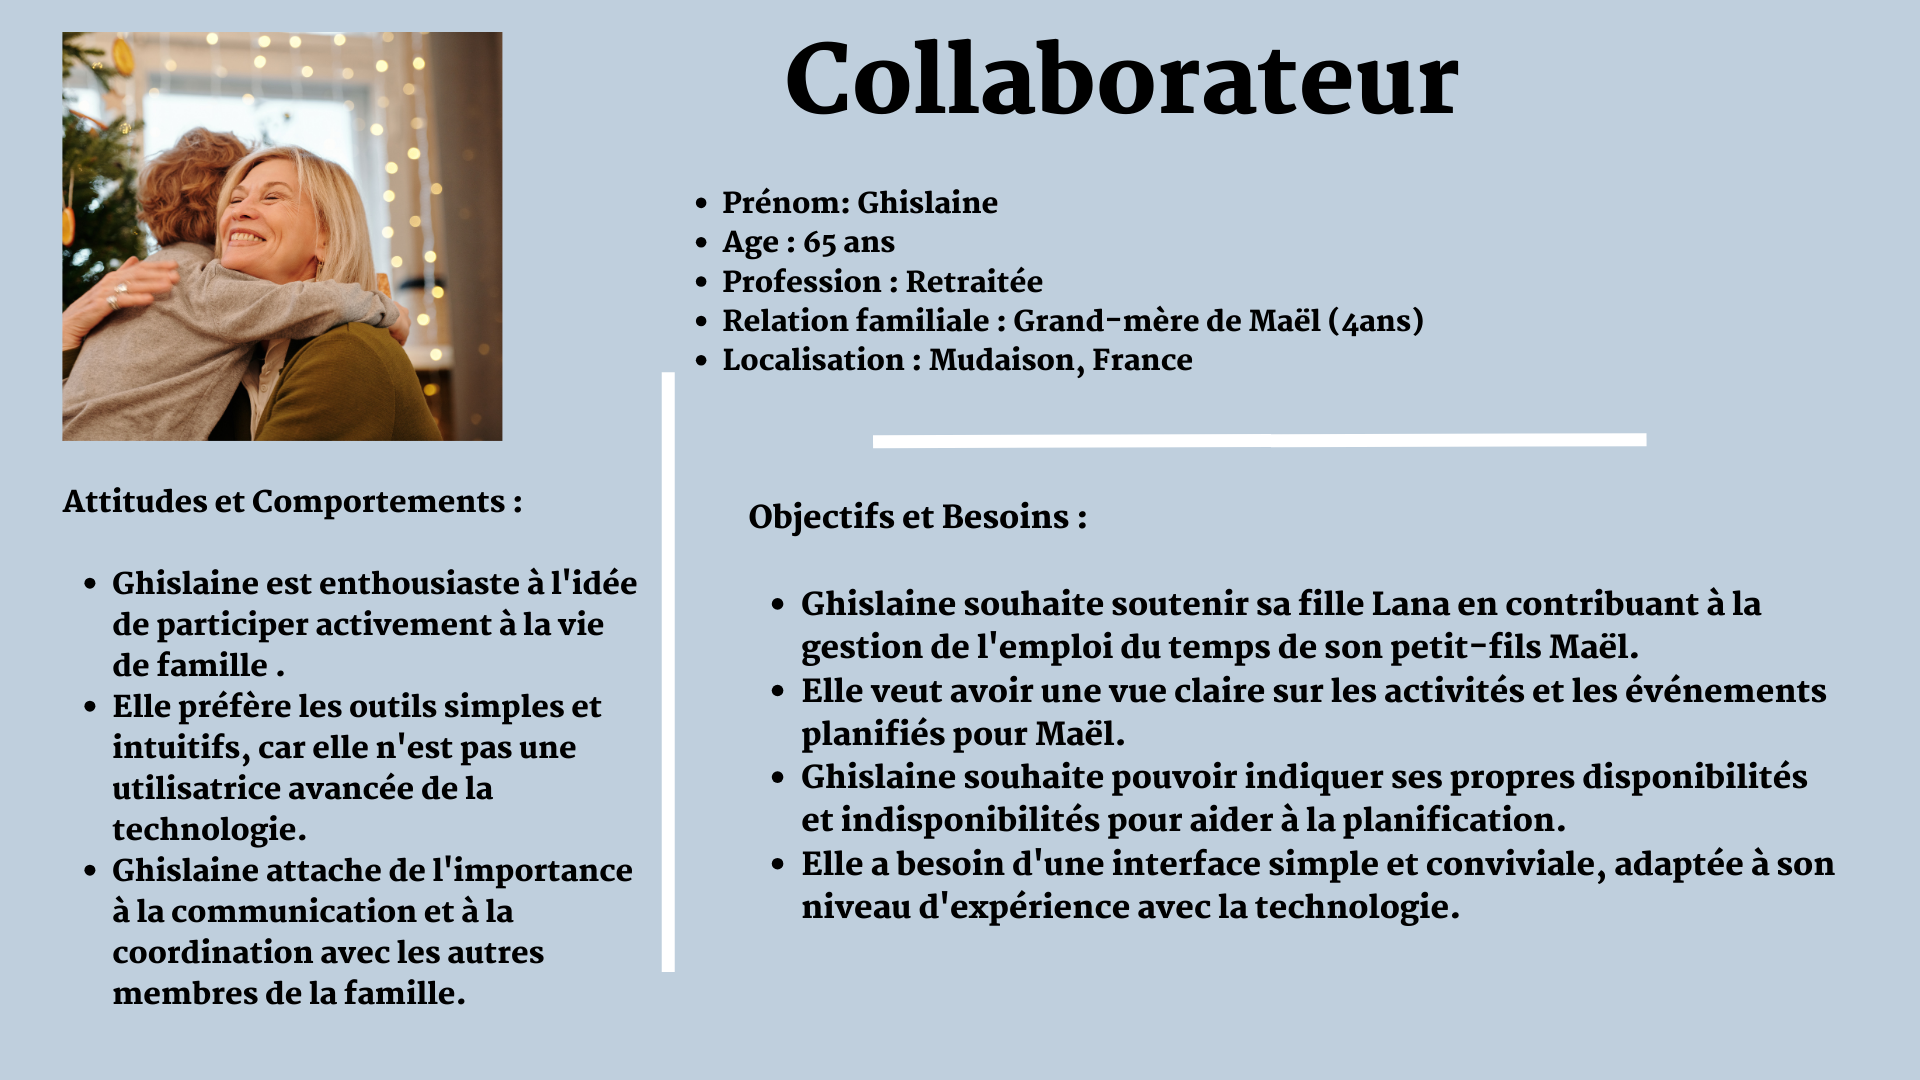 Collaborateur
• Prénom: Ghislaine
• Age : 65 ans
• Profession : Retraitée
• Relation familiale : Grand-mère de Maël (4ans)
• Localisation : Mudaison, France
Attitudes et Comportements :
• Ghislaine est enthousiaste à l'idée
de participer activement à la vie
de famille .
• Elle préfère les outils simples et
intuitifs, car elle n'est pas une
utilisatrice avancée de la
technologie.
• Ghislaine attache de l'importance
à la communication et à la
coordination avec les autres
membres de la famille.
Objectifs et Besoins :
• Ghislaine souhaite soutenir sa fille Lana en contribuant à la
gestion de l'emploi du temps de son petit-fils Maël.
• Elle veut avoir une vue claire sur les activités et les événements
planifiés pour Maël.
• Ghislaine souhaite pouvoir indiquer ses propres disponibilités
et indisponibilités pour aider à la planification.
• Elle a besoin d'une interface simple et conviviale, adaptée à son
niveau d'expérience avec la technologie.